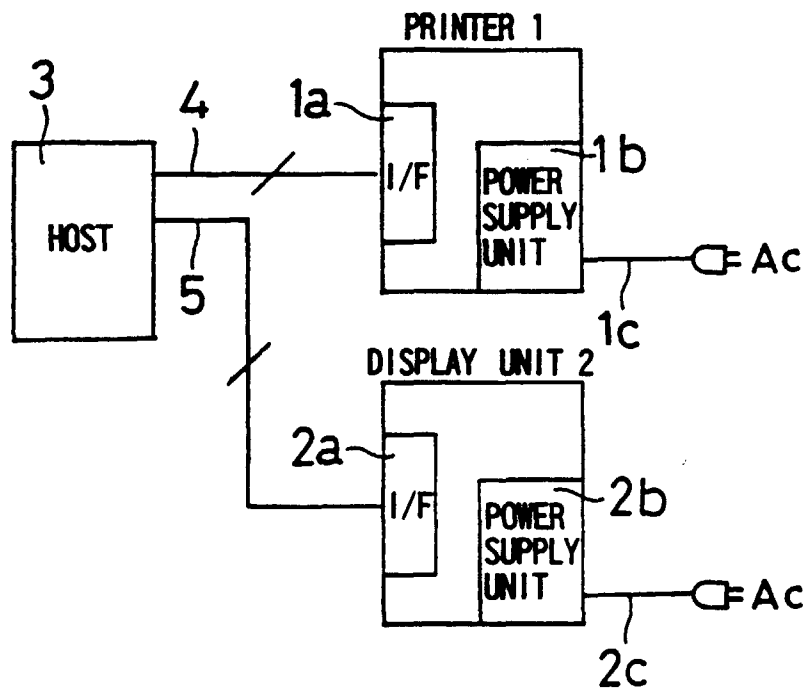 PRINTER 1
3
4
1a
I/F
1b
POWER
SUPPLY
UNIT
HOST
5
Ac
1c
DISPLAY UNIT 2
2a
I/F
2b
POWER
SUPPLY
UNIT
Ac
2c